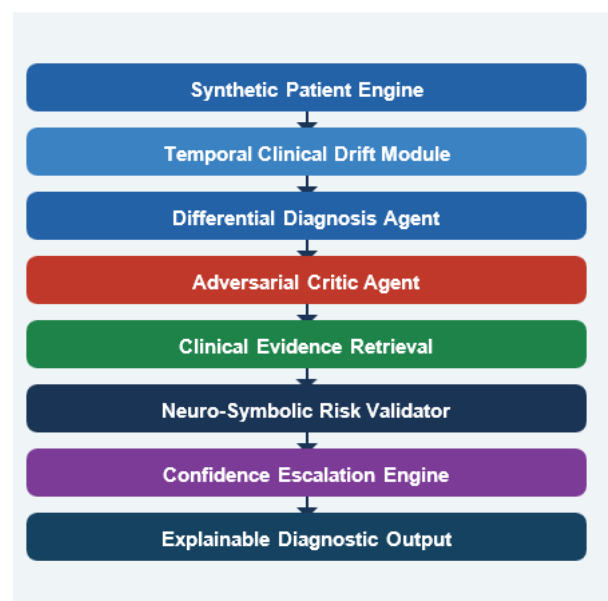 Synthetic Patient Engine
Temporal Clinical Drift Module
Differential Diagnosis Agent
Adversarial Critic Agent
Clinical Evidence Retrieval
Neuro-Symbolic Risk Validator
Confidence Escalation Engine
Explainable Diagnostic Output